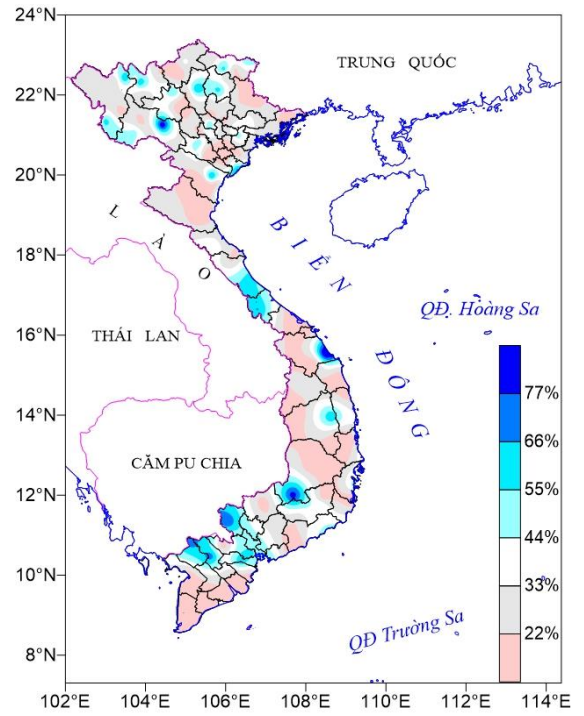 24°N
22°N
20°N
18°N
16°N
14°N
12°N
10°N
8°N
TRUNG QUỐC
LÀO
BIỂN ĐÔNG
QĐ. Hoàng Sa
THÁI LAN
CĂM PU CHIA
QĐ Trường Sa
77%
66%
55%
44%
33%
22%
102°E 104°E 106°E 108°E 110°E 112°E 114°E